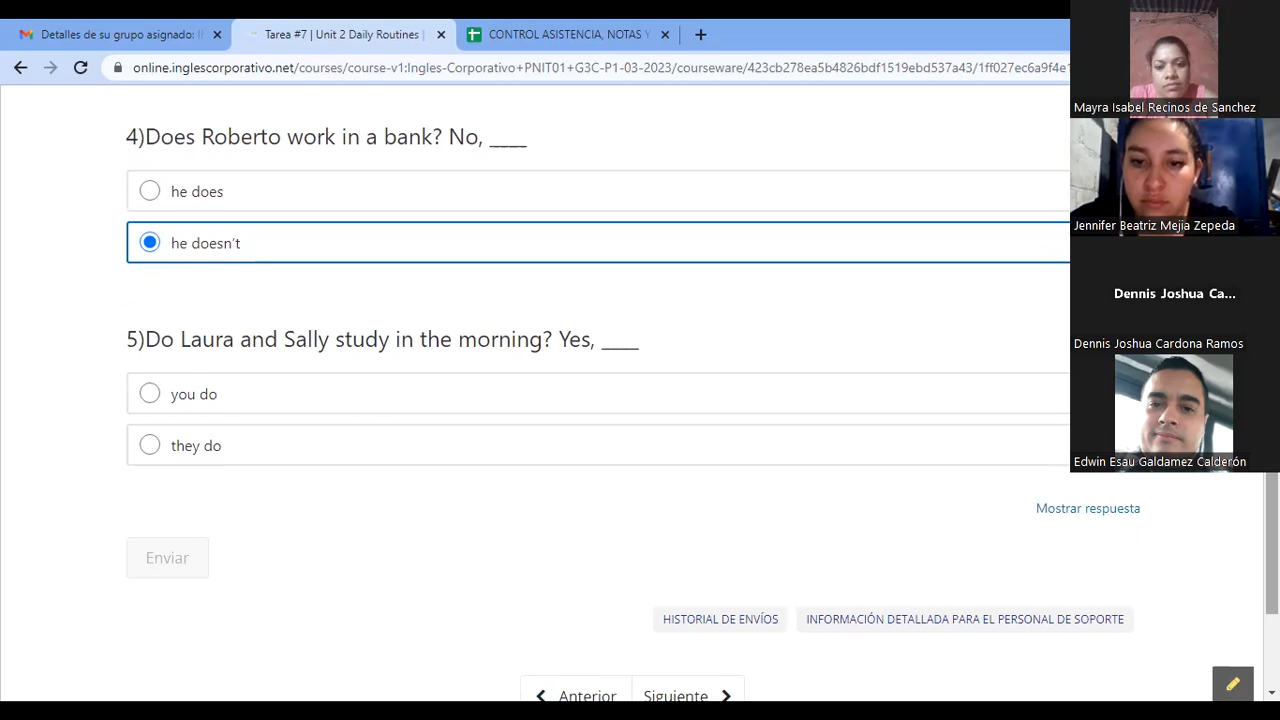 Detalles de su grupo asignado: I
Tarea #7 | Unit 2 Daily Routines |
CONTROL ASISTENCIA, NOTAS Y
online.inglescorporativo.net/courses/course-v1:Ingles-Corporativo+PNIT01+G3C-P1-03-2023/courseware/423cb278ea5b4826bdf1519ebd537a43/1ff027ec6a9f4e1
4)Does Roberto work in a bank? No, ____
he does
he doesn't
5)Do Laura and Sally study in the morning? Yes, ____
you do
they do
Mostrar respuesta
Enviar
HISTORIAL DE ENVÍOS
INFORMACIÓN DETALLADA PARA EL PERSONAL DE SOPORTE
Anterior
Siguiente
Mayra Isabel Recinos de Sanchez
Jennifer Beatriz Mejia Zepeda
Dennis Joshua Ca...
Dennis Joshua Cardona Ramos
Edwin Esau Galdamez Calderón